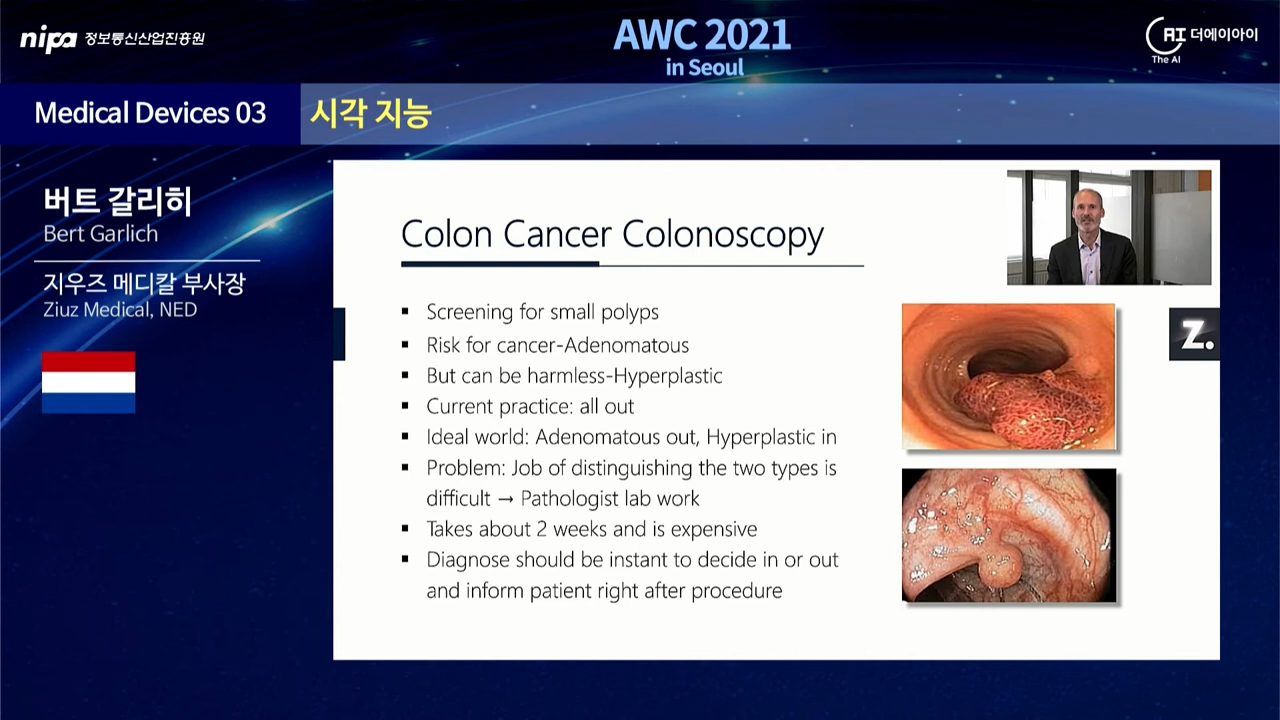 nipa 정보통신산업진흥원
AWC 2021
in Seoul
AI 더에이아이
The AI
Medical Devices 03
시각 지능
버트 갈리히
Bert Garlich
지우즈 메디칼 부사장
Ziuz Medical, NED
Colon Cancer Colonoscopy
▪ Screening for small polyps
▪ Risk for cancer-Adenomatous
▪ But can be harmless-Hyperplastic
▪ Current practice: all out
▪ Ideal world: Adenomatous out, Hyperplastic in
▪ Problem: Job of distinguishing the two types is
difficult → Pathologist lab work
▪ Takes about 2 weeks and is expensive
▪ Diagnose should be instant to decide in or out
and inform patient right after procedure
Z.